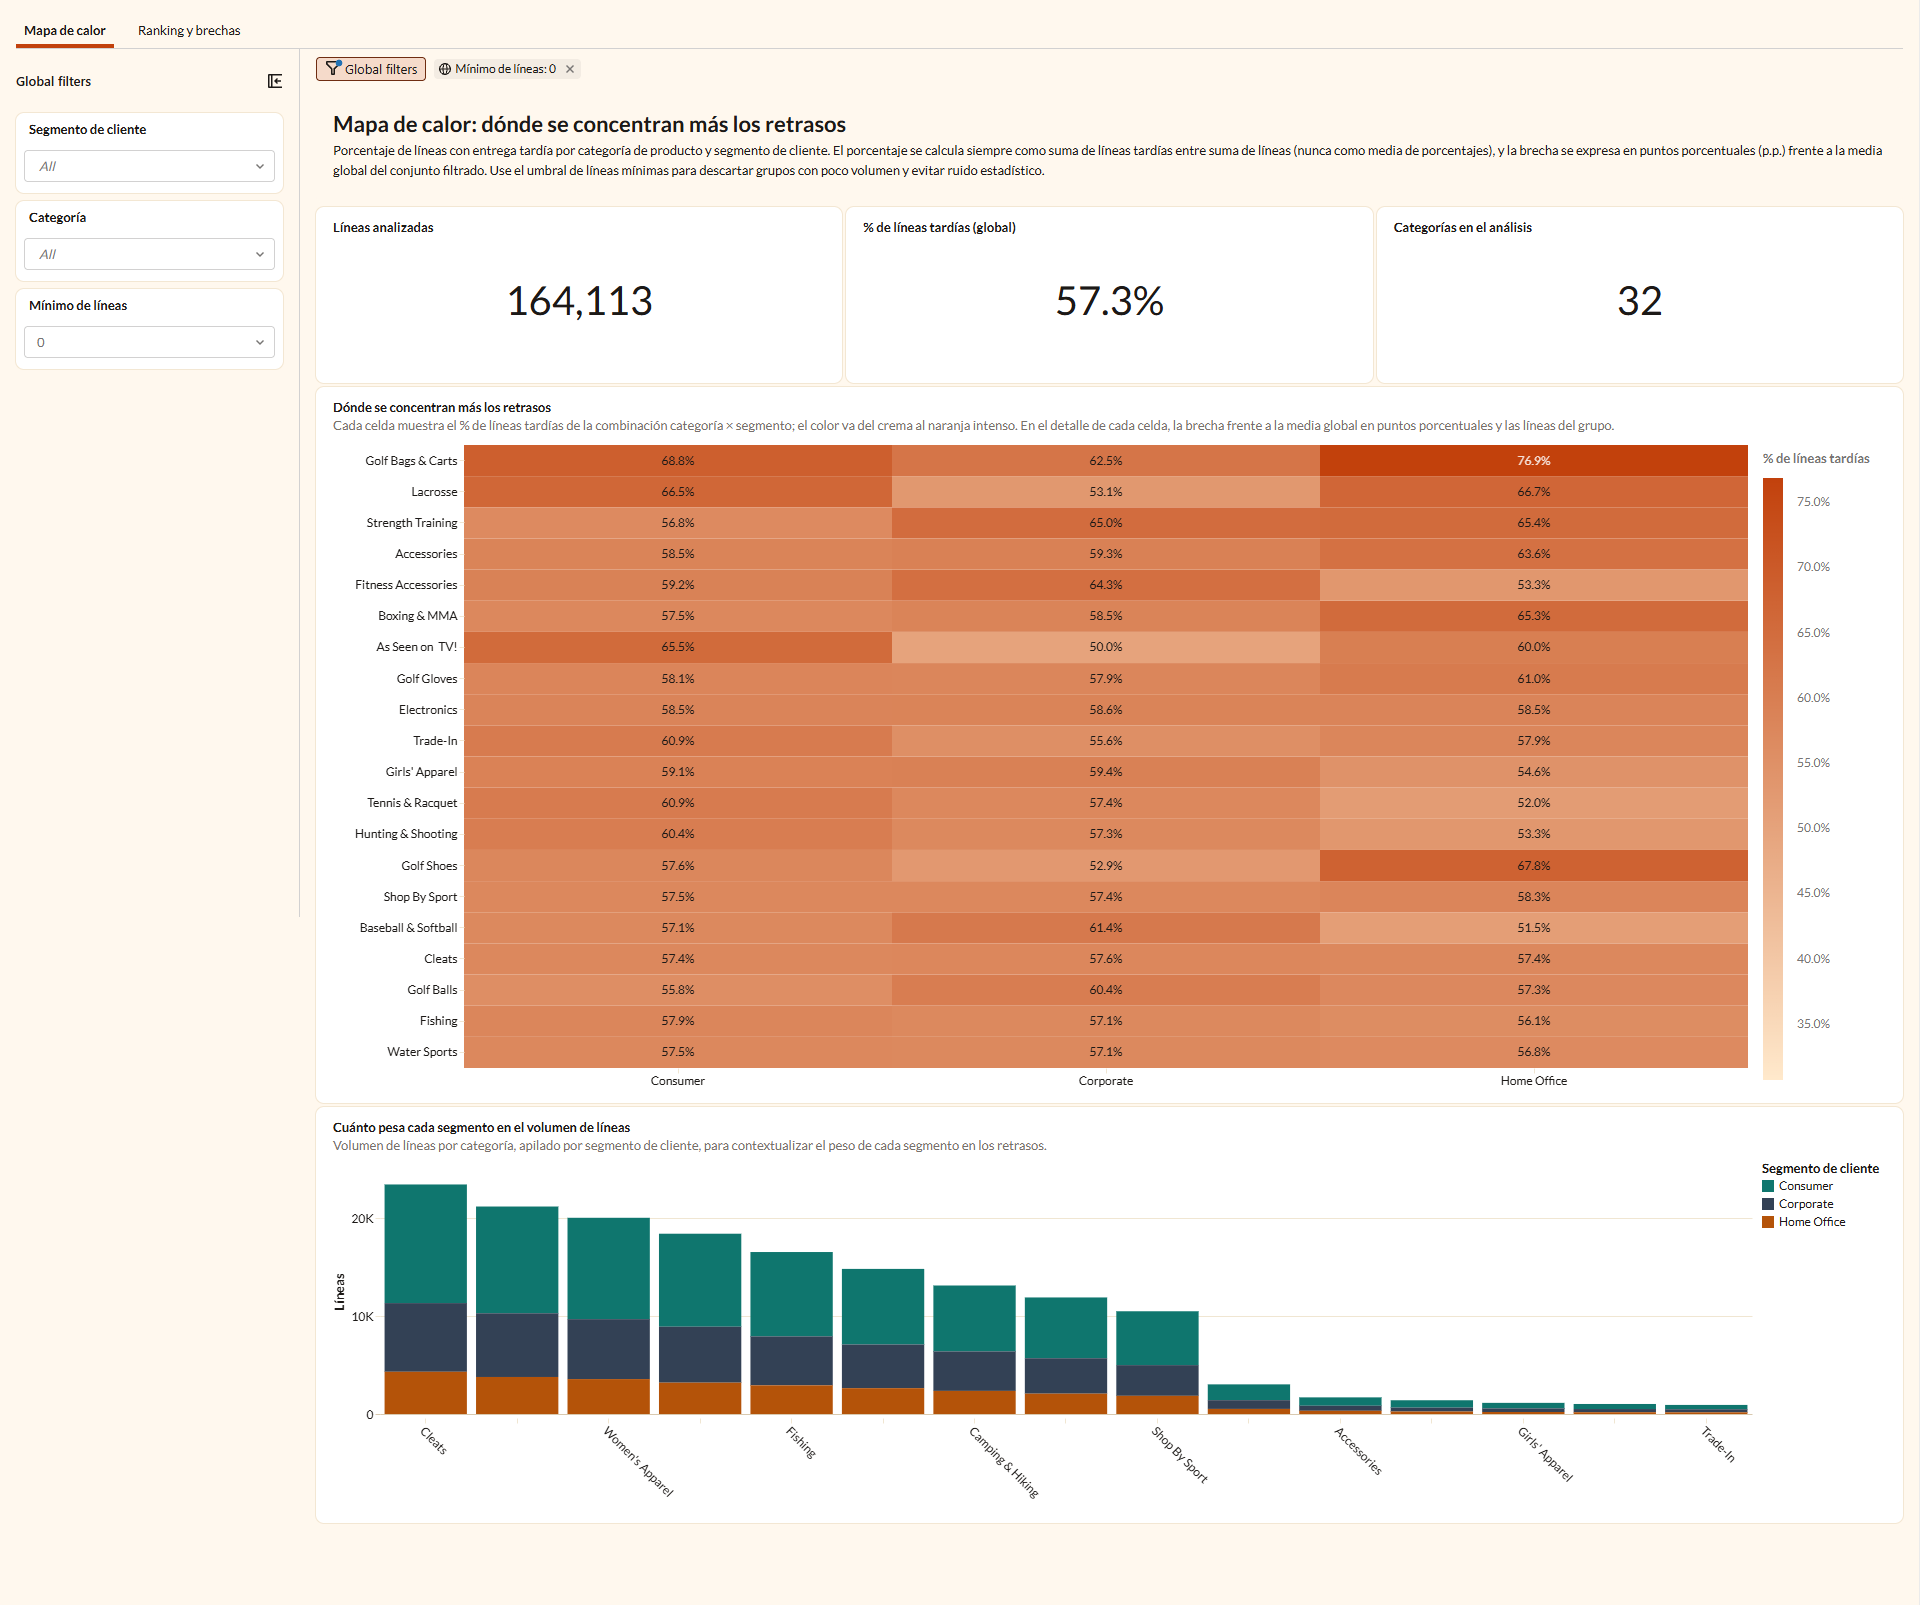 Mapa de calor
Ranking y brechas
Global filters
Segmento de cliente
All
Categoría
All
Mínimo de líneas
0
Global filters
Mínimo de líneas: 0
Mapa de calor: dónde se concentran más los retrasos
Porcentaje de líneas con entrega tardía por categoría de producto y segmento de cliente. El porcentaje se calcula siempre como suma de líneas tardías entre suma de líneas (nunca como media de porcentajes), y la brecha se expresa en puntos porcentuales (p.p.) frente a la media
global del conjunto filtrado. Use el umbral de líneas mínimas para descartar grupos con poco volumen y evitar ruido estadístico.
Líneas analizadas
164,113
% de líneas tardías (global)
57.3%
Categorías en el análisis
32
Dónde se concentran más los retrasos
Cada celda muestra el % de líneas tardías de la combinación categoría × segmento; el color va del crema al naranja intenso. En el detalle de cada celda, la brecha frente a la media global en puntos porcentuales y las líneas del grupo.
Golf Bags & Carts 68.8% 62.5% 76.9%
Lacrosse 66.5% 53.1% 66.7%
Strength Training 56.8% 65.0% 65.4%
Accessories 58.5% 59.3% 63.6%
Fitness Accessories 59.2% 64.3% 53.3%
Boxing & MMA 57.5% 58.5% 65.3%
As Seen on  TV! 65.5% 50.0% 60.0%
Golf Gloves 58.1% 57.9% 61.0%
Electronics 58.5% 58.6% 58.5%
Trade-In 60.9% 55.6% 57.9%
Girls' Apparel 59.1% 59.4% 54.6%
Tennis & Racquet 60.9% 57.4% 52.0%
Hunting & Shooting 60.4% 57.3% 53.3%
Golf Shoes 57.6% 52.9% 67.8%
Shop By Sport 57.5% 57.4% 58.3%
Baseball & Softball 57.1% 61.4% 51.5%
Cleats 57.4% 57.6% 57.4%
Golf Balls 55.8% 60.4% 57.3%
Fishing 57.9% 57.1% 56.1%
Water Sports 57.5% 57.1% 56.8%
Consumer Corporate Home Office
% de líneas tardías
75.0%
70.0%
65.0%
60.0%
55.0%
50.0%
45.0%
40.0%
35.0%
Cuánto pesa cada segmento en el volumen de líneas
Volumen de líneas por categoría, apilado por segmento de cliente, para contextualizar el peso de cada segmento en los retrasos.
Segmento de cliente
Consumer
Corporate
Home Office
Líneas
20K
10K
0
Cleats
Women's Apparel
Fishing
Camping & Hiking
Shop By Sport
Accessories
Girls' Apparel
Trade-In